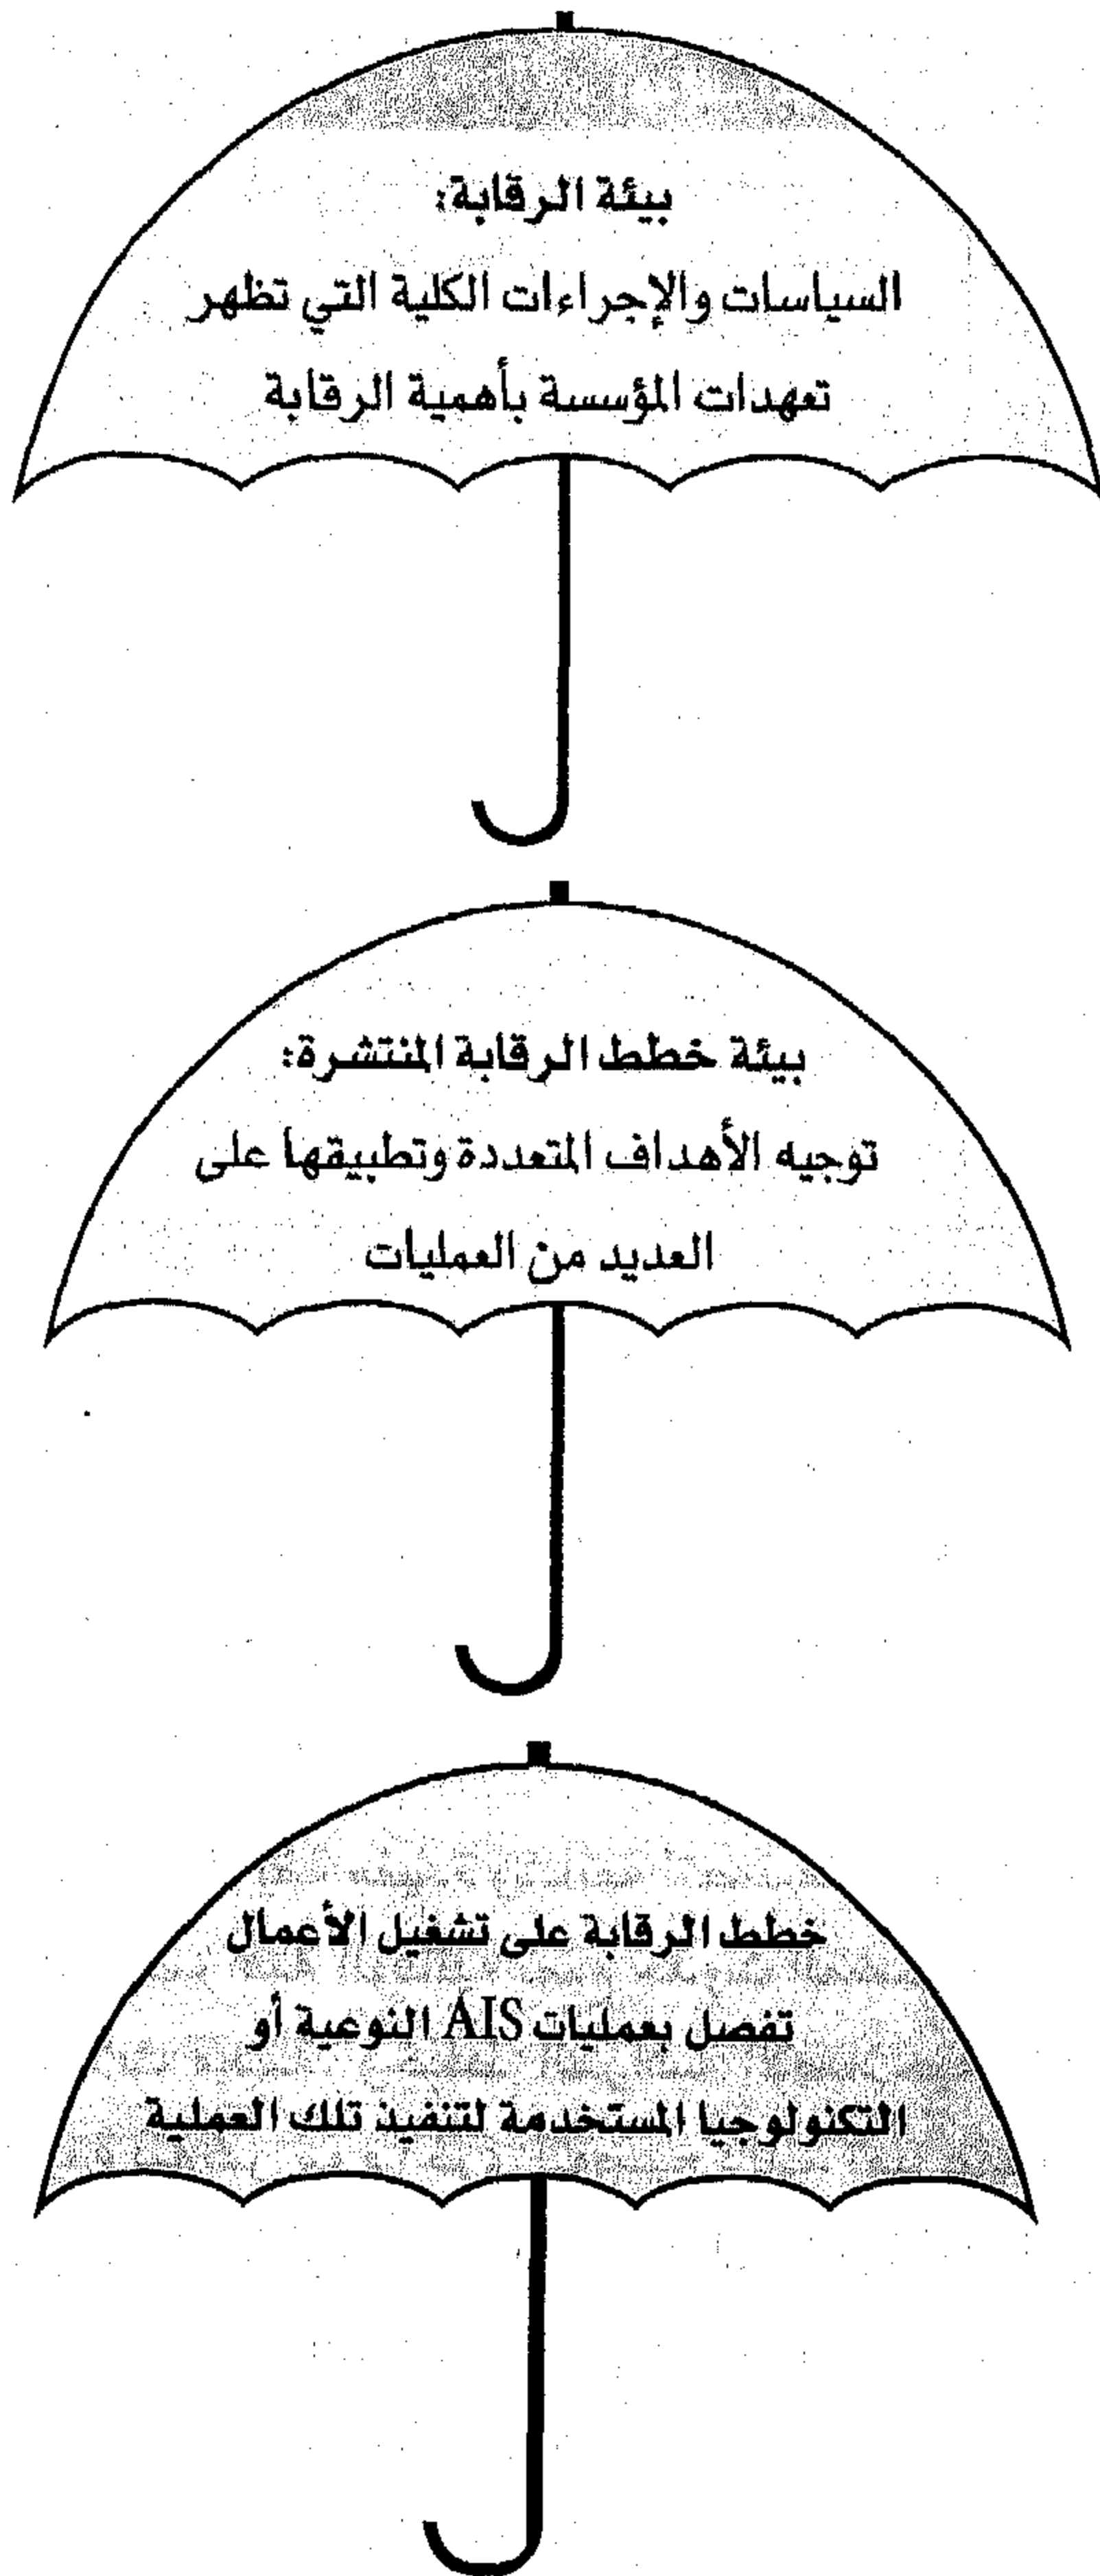 بيئة الرقابة:
السياسات والإجراءات الكلية التي تظهر
تعهدات المؤسسة بأهمية الرقابة
بيئة خطط الرقابة المنتشرة:
توجيه الأهداف المتعددة وتطبيقها على
العديد من العمليات
خطط الرقابة على تشغيل الأعمال
تفصل بعمليات AIS النوعية أو
التكنولوجيا المستخدمة لتنفيذ تلك العملية